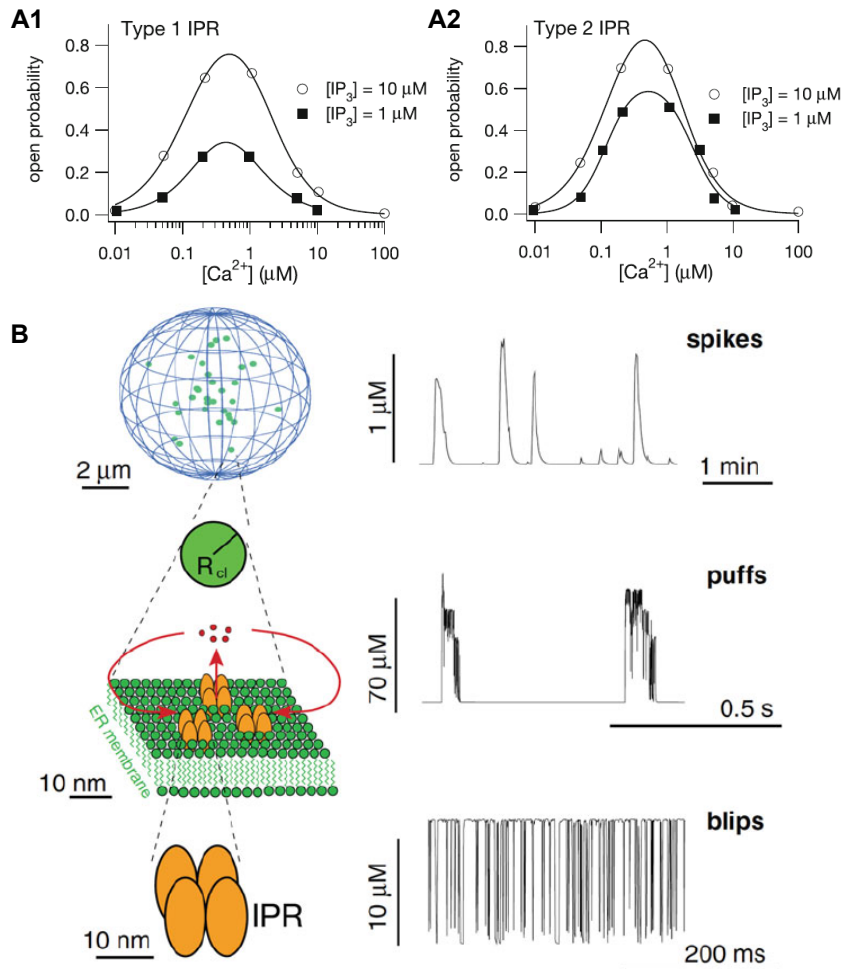 A1
Type 1 IPR
open probability
0.8
0.6
0.4
0.2
0.0
[IP3] = 10 μM
[IP3] = 1 μM
0.01
0.1
1
10
100
[Ca2+] (μM)
A2
Type 2 IPR
open probability
0.8
0.6
0.4
0.2
0.0
[IP3] = 10 μM
[IP3] = 1 μM
0.01
0.1
1
10
100
[Ca2+] (μM)
B
2 μm
spikes
1 μM
1 min
Rcl
puffs
70 μM
0.5 s
ER membrane
10 nm
blips
10 μM
200 ms
IPR
10 nm